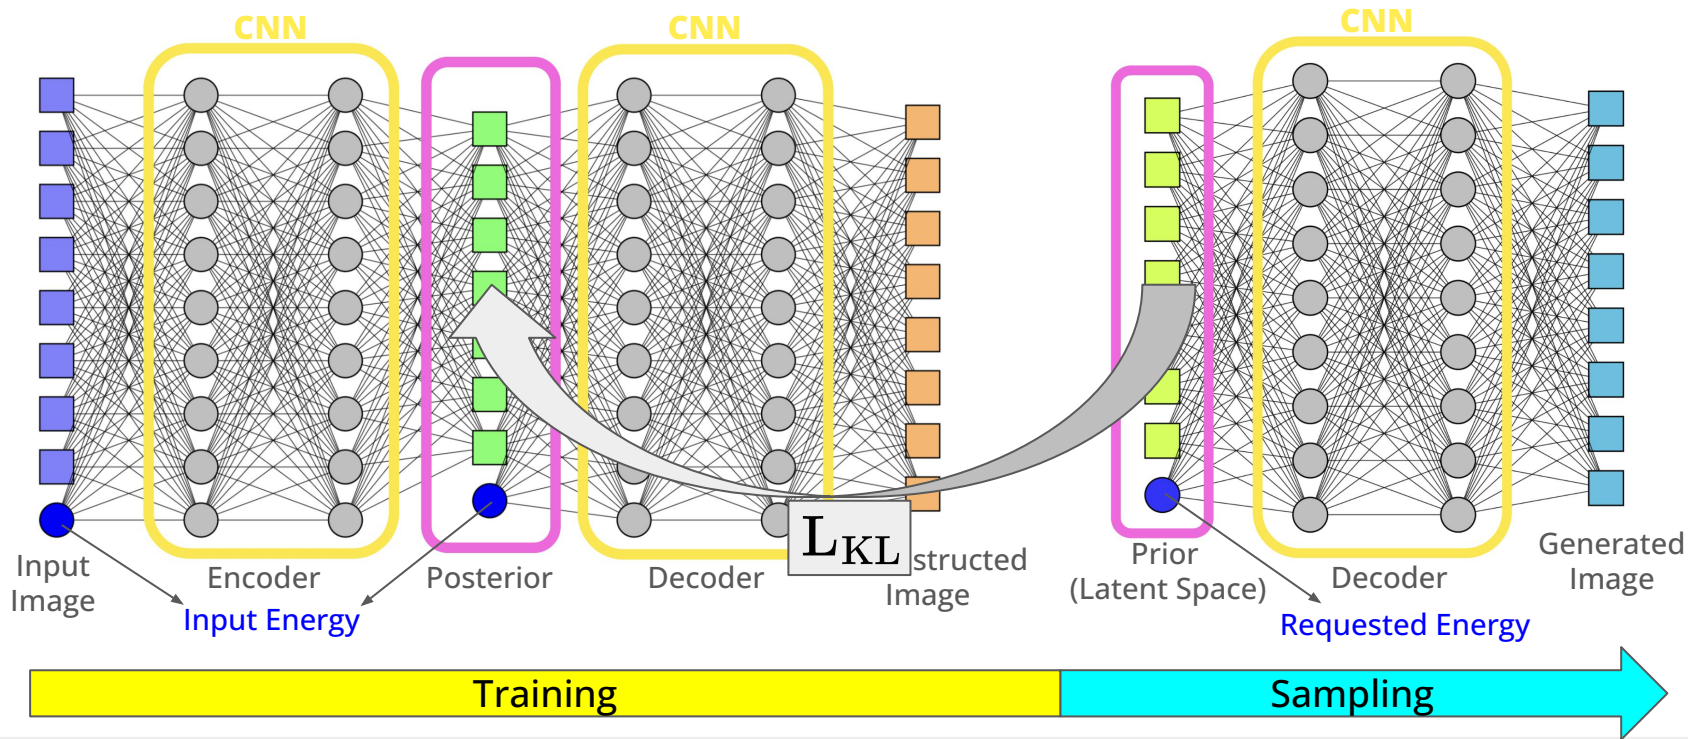 CNN
CNN
CNN
Input
Image
Encoder
Input Energy
Posterior
Decoder
L_KL
structed
Image
Prior
(Latent Space)
Decoder
Requested Energy
Generated
Image
Training
Sampling